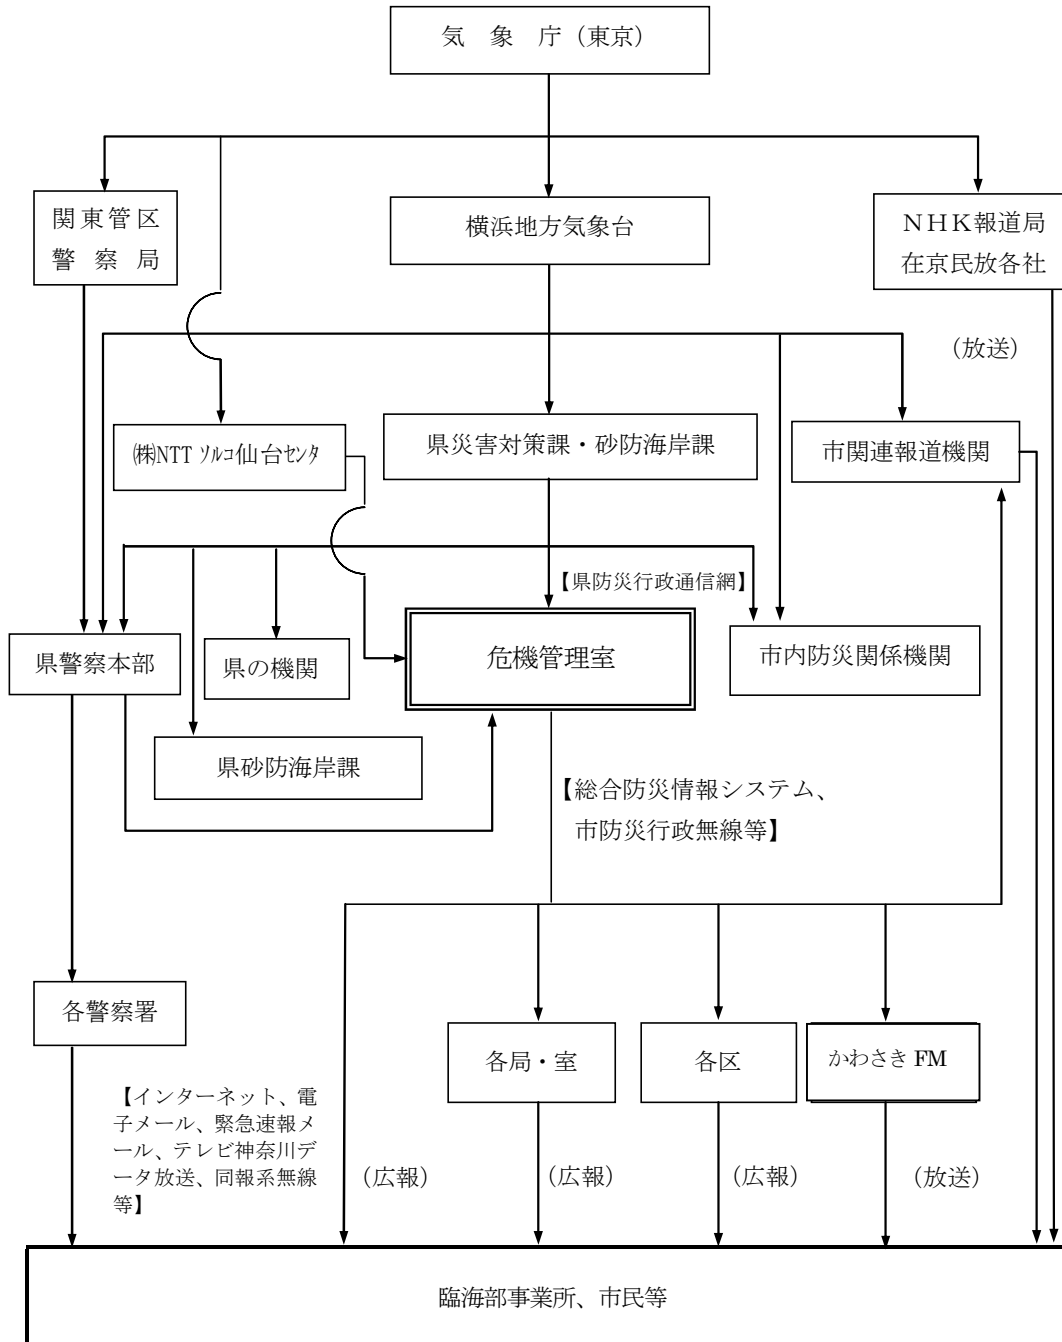 気 象 庁（東京）
関東管区
警 察 局
横浜地方気象台
ＮＨＫ報道局
在京民放各社
（放送）
㈱NTT ソルコ仙台センタ
県災害対策課・砂防海岸課
市関連報道機関
【県防災行政通信網】
県警察本部
県の機関
危機管理室
市内防災関係機関
県砂防海岸課
【総合防災情報システム、
市防災行政無線等】
各警察署
各局・室
各区
かわさき FM
【インターネット、電
子メール、緊急速報メ
ール、テレビ神奈川デ
ータ放送、同報系無線
等】
（広報）
（広報）
（広報）
（放送）
臨海部事業所、市民等